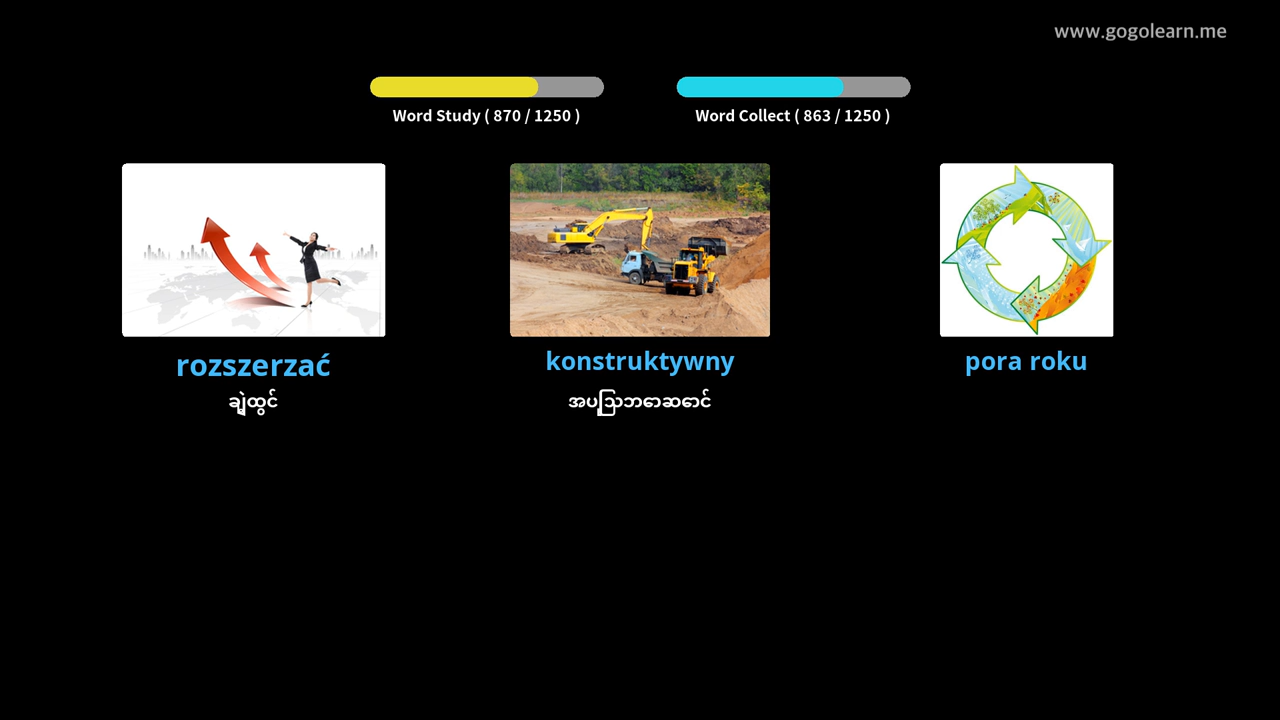 www.gogolearn.me
Word Study ( 870 / 1250 )
Word Collect ( 863 / 1250 )
rozszerzać
konstruktywny
pora roku
ချဲ့ထွင်
အပြုသဘောဆောင်